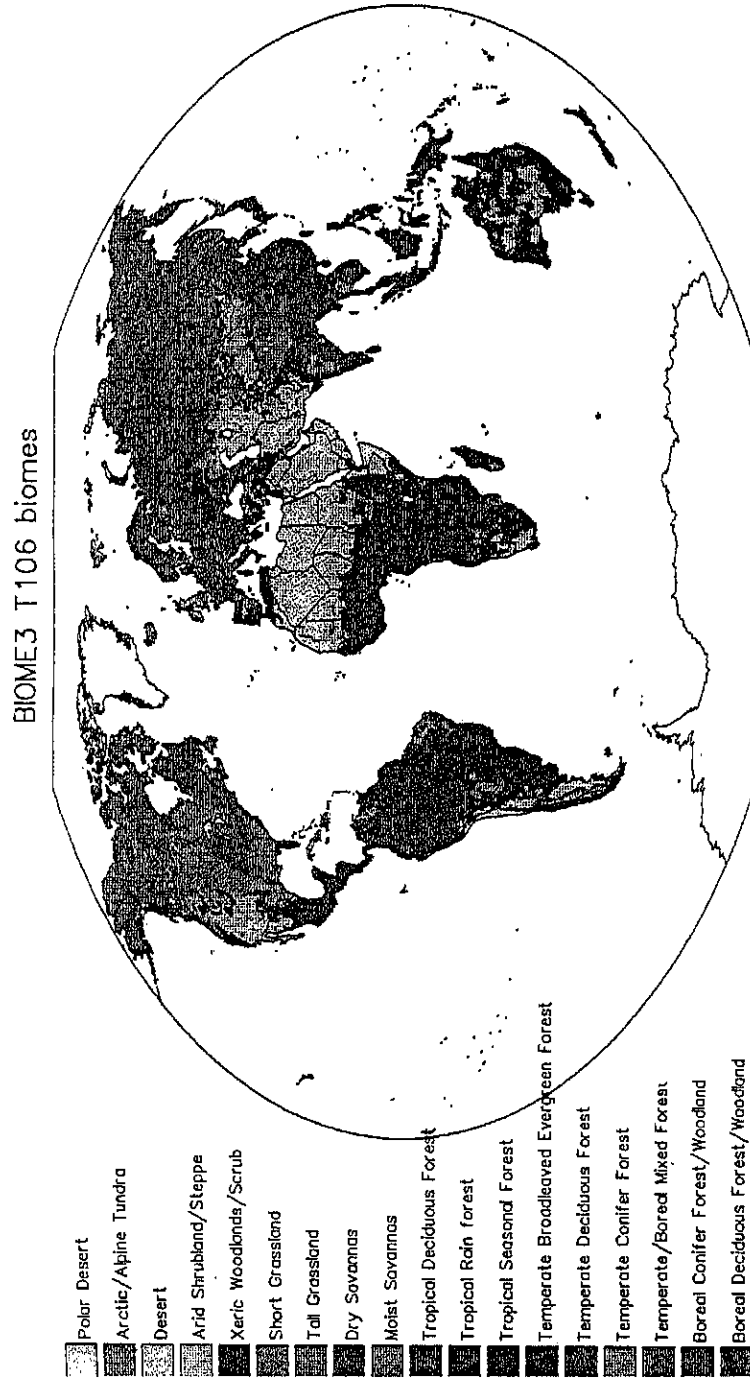 BIOME3 T106 biomes
Polar Desert
Arctic/Alpine Tundra
Desert
Arid Shrubland/Steppe
Xeric Woodlands/Scrub
Short Grassland
Tall Grassland
Dry Savannas
Moist Savannas
Tropical Deciduous Forest
Tropical Rain forest
Tropical Seasonal Forest
Temperate Broadleaved Evergreen Forest
Temperate Deciduous Forest
Temperate Conifer Forest
Temperate/Boreal Mixed Forest
Boreal Conifer Forest/Woodland
Boreal Deciduous Forest/Woodland